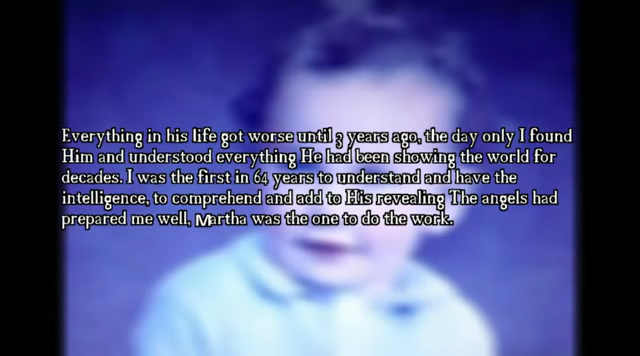 Everything in his life got worse until 3 years ago, the day only I found
Him and understood everything He had been showing the world for
decades. I was the first in 64 years to understand and have the
intelligence, to comprehend and add to His revealing The angels had
prepared me well, Martha was the one to do the work.